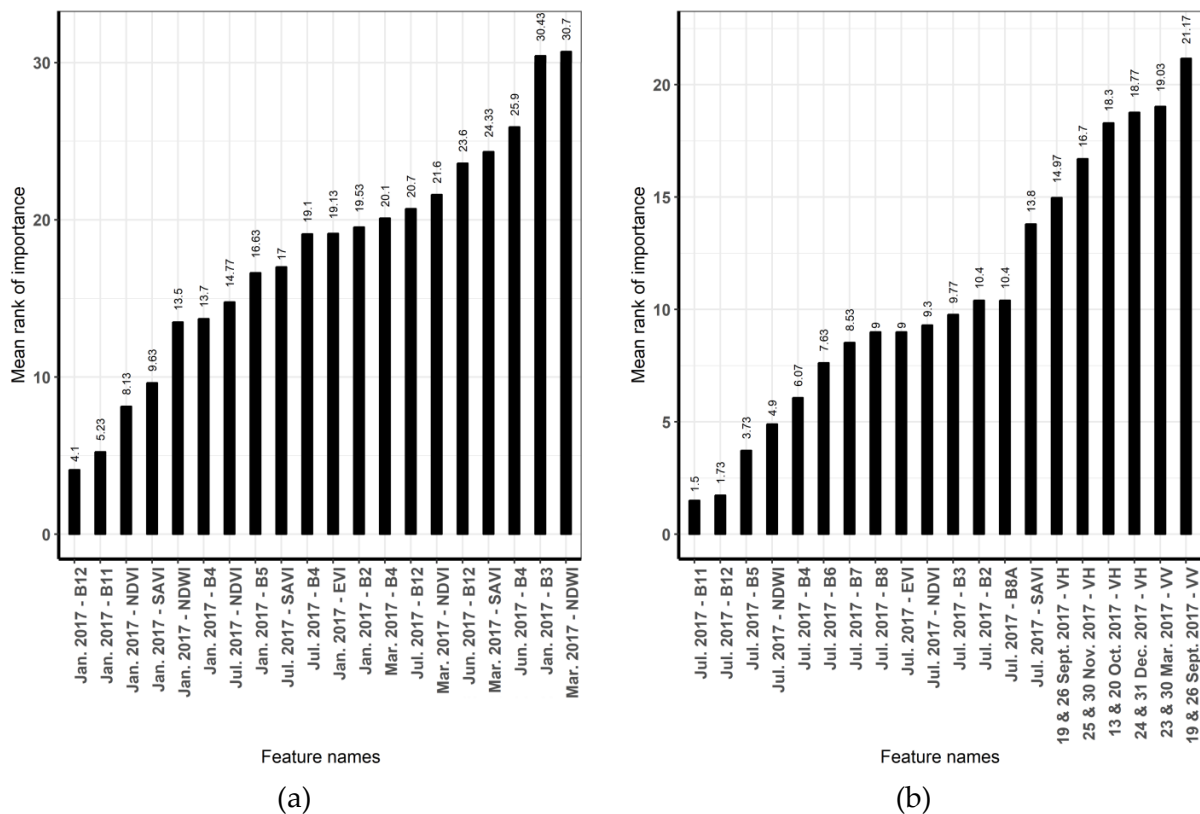 Mean rank of importance
30
20
10
0
4.1
5.23
8.13
9.63
13.5
13.7
14.77
16.63
17
19.1
19.13
19.53
20.1
20.7
21.6
23.6
24.33
25.9
30.43
30.7
Jan. 2017 - B12
Jan. 2017 - B11
Jan. 2017 - NDVI
Jan. 2017 - SAVI
Jan. 2017 - NDWI
Jan. 2017 - B4
Jul. 2017 - NDVI
Jan. 2017 - B5
Jul. 2017 - SAVI
Jul. 2017 - B4
Jan. 2017 - EVI
Jan. 2017 - B2
Mar. 2017 - B4
Jul. 2017 - B12
Mar. 2017 - NDVI
Jun. 2017 - B12
Mar. 2017 - SAVI
Jun. 2017 - B4
Jan. 2017 - B3
Mar. 2017 - NDWI
Feature names
(a)
Mean rank of importance
20
15
10
5
0
1.5
1.73
3.73
4.9
6.07
7.63
8.53
9
9
9.3
9.77
10.4
10.4
13.8
14.97
16.7
18.3
18.77
19.03
21.17
Jul. 2017 - B11
Jul. 2017 - B12
Jul. 2017 - B5
Jul. 2017 - NDWI
Jul. 2017 - B4
Jul. 2017 - B6
Jul. 2017 - B7
Jul. 2017 - B8
Jul. 2017 - EVI
Jul. 2017 - NDVI
Jul. 2017 - B3
Jul. 2017 - B2
Jul. 2017 - B8A
Jul. 2017 - SAVI
19 & 26 Sept. 2017 - VH
25 & 30 Nov. 2017 - VH
13 & 20 Oct. 2017 - VH
24 & 31 Dec. 2017 - VH
23 & 30 Mar. 2017 - VV
19 & 26 Sept. 2017 - VV
Feature names
(b)